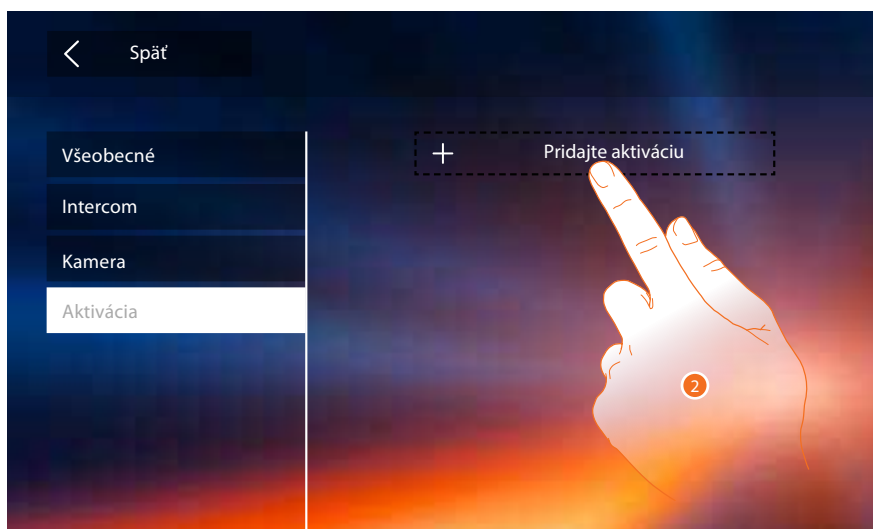 Späť
Všeobecné
Pridajte aktiváciu
Intercom
Kamera
Aktivácia
2